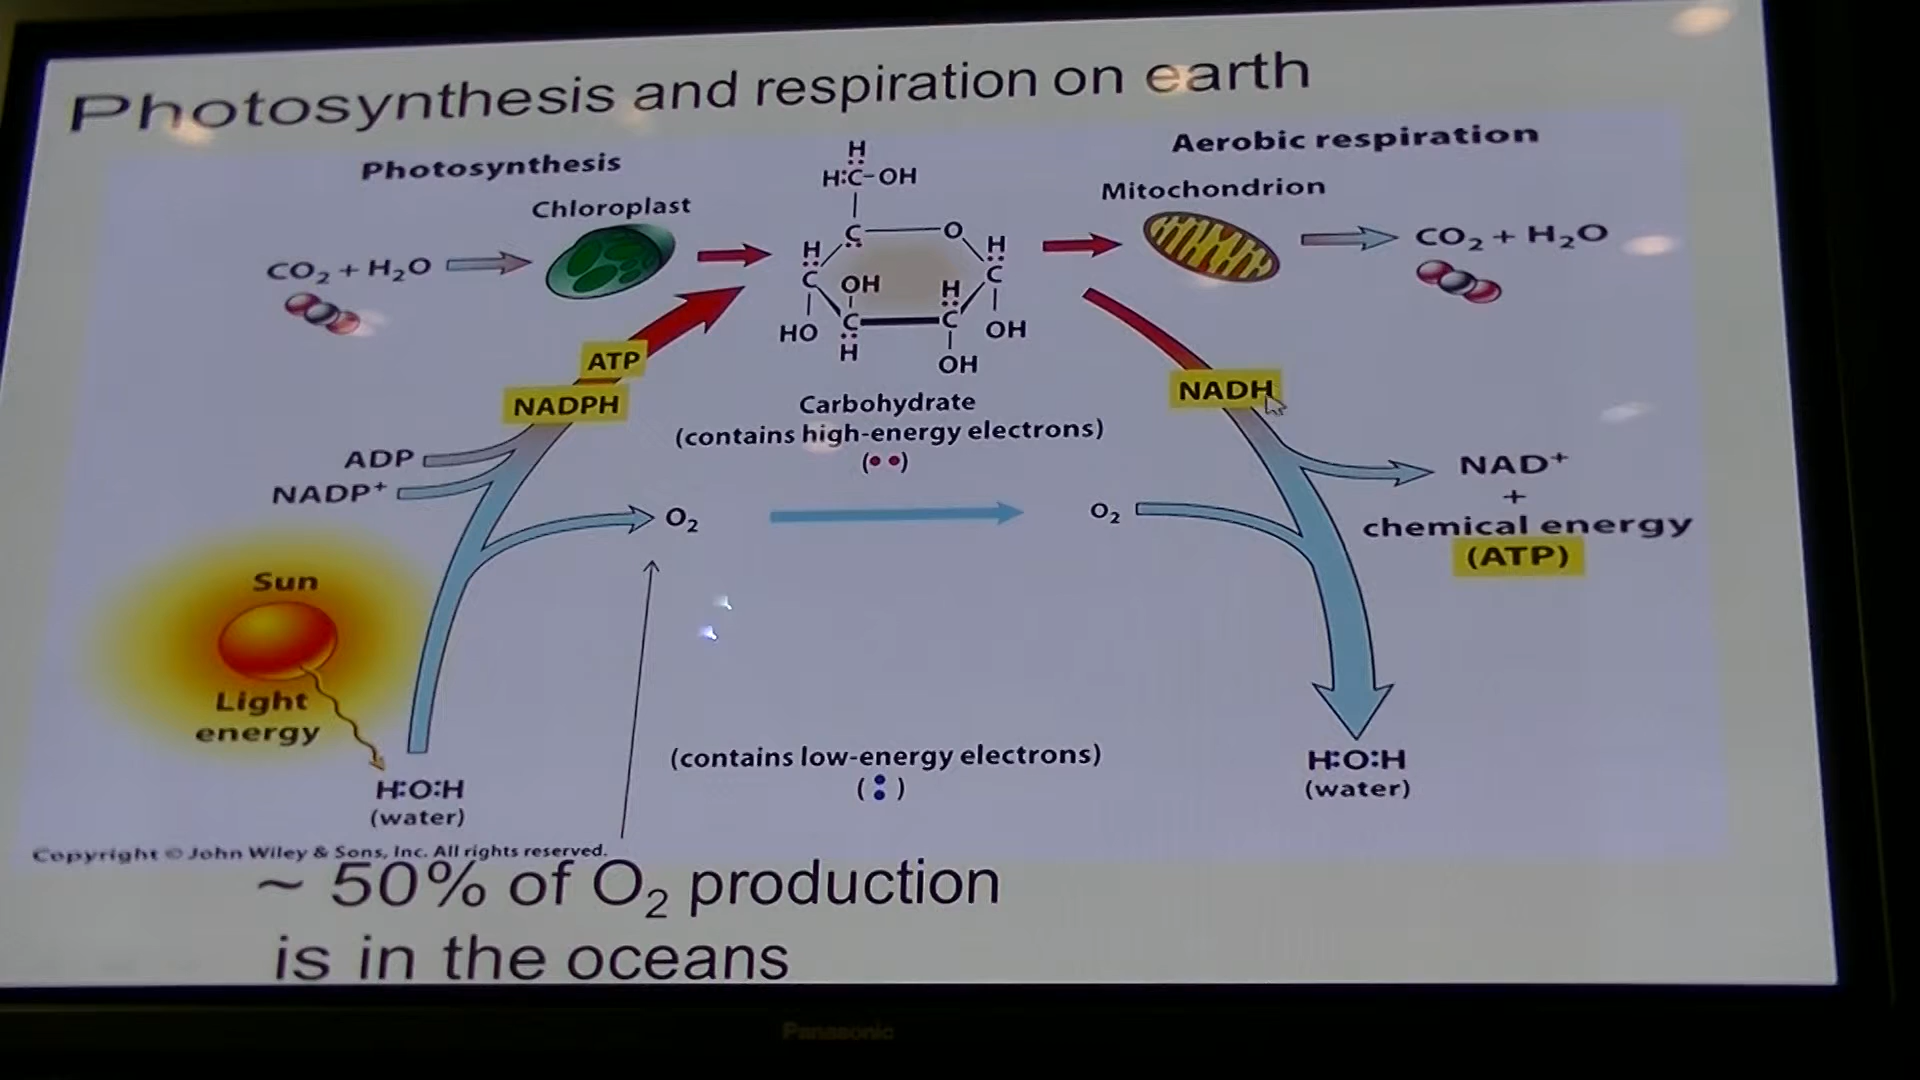 Photosynthesis and respiration on earth
Photosynthesis
Aerobic respiration
Chloroplast
Mitochondrion
CO2 + H2O
CO2 + H2O
H
H:C-OH
C
O
H
H
C
OH
H
C
HO
C
C
OH
H
OH
ATP
NADPH
NADH
Carbohydrate
(contains high-energy electrons)
(••)
ADP
NADP+
NAD+
+
chemical energy
(ATP)
O2
O2
Sun
Light
energy
(contains low-energy electrons)
(:)
H:O:H
(water)
H:O:H
(water)
Copyright © John Wiley & Sons, Inc. All rights reserved.
~ 50% of O2 production
is in the oceans
Panasonic